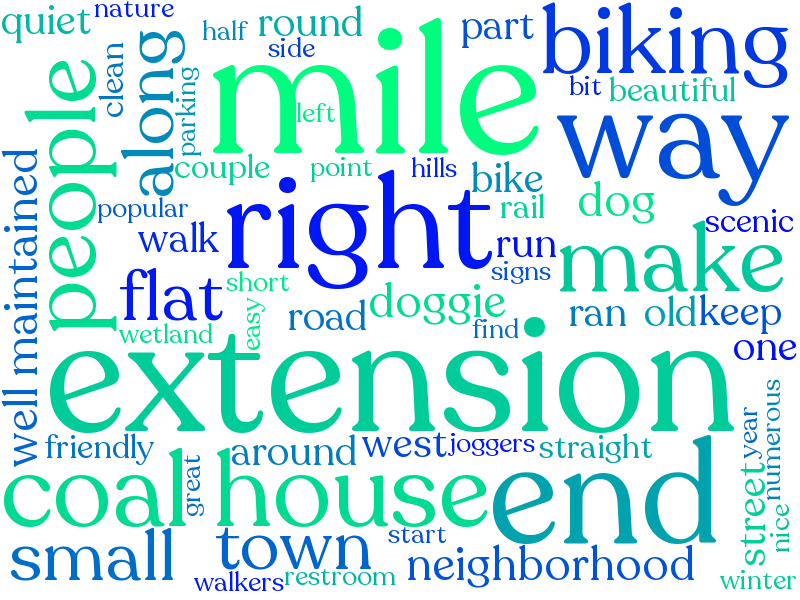 quiet
nature
half
round
side
part
biking
bit
beautiful
clean
along
parking
mile
left
way
people
couple
point
hills
bike
rail
dog
scenic
popular
walk
right
run
signs
make
well maintained
flat
short
easy
wetland
road
doggie
find
ran
old
keep
one
extension
friendly
around
west
joggers
straight
great
coal house
end
street
year
numerous
nice
small
town
start
neighborhood
walkers
restroom
winter